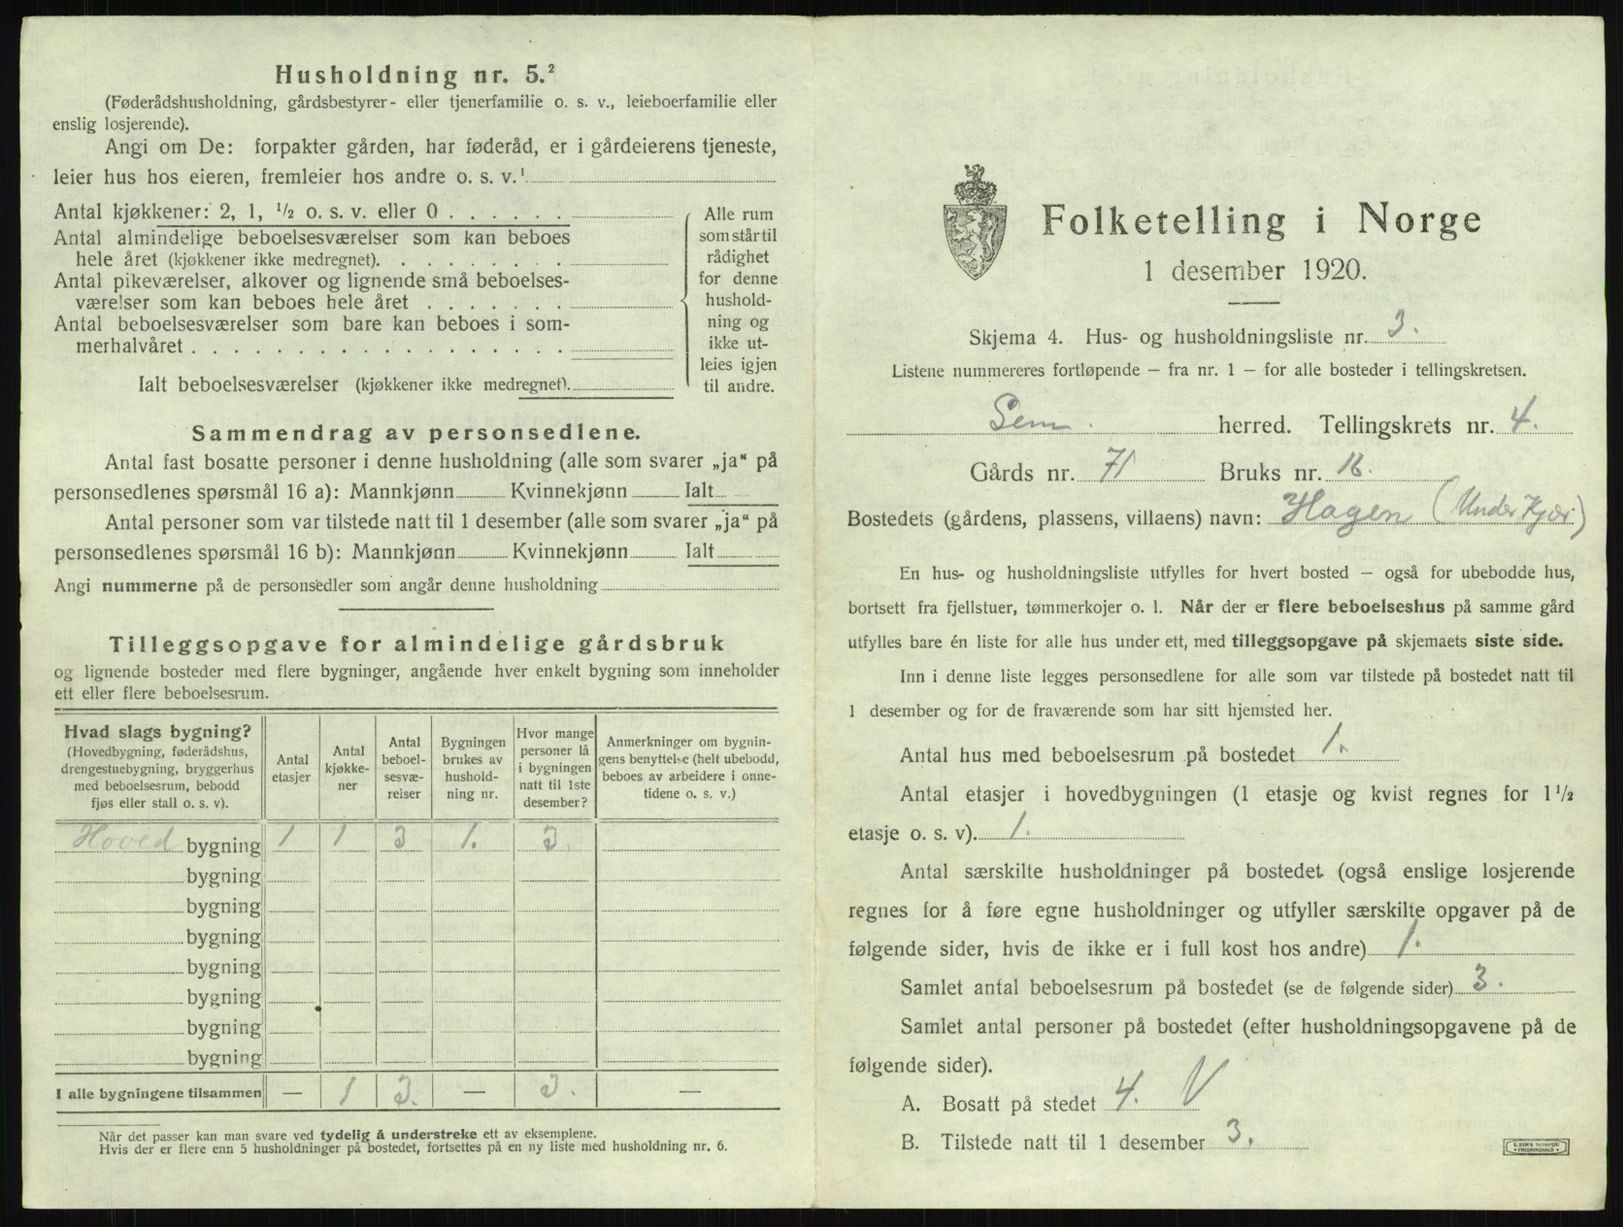 Husholdning nr. 5.²
(Føderådshusholdning, gårdsbestyrer- eller tjenerfamilie o. s. v., leieboerfamilie eller
enslig losjerende).
Angi om De: forpakter gården, har føderåd, er i gårdeierens tjeneste,
leier hus hos eieren, fremleier hos andre o. s. v.¹
Antal kjøkkener: 2, 1, ½ o. s. v. eller 0 . . . . . .
Antal almindelige beboelsesværelser som kan beboes
hele året (kjøkkener ikke medregnet). . . . . . . . .
Antal pikeværelser, alkover og lignende små beboelses-
værelser som kan beboes hele året . . . . . . .
Antal beboelsesværelser som bare kan beboes i som-
merhalvåret . . . . . . . . . . . . . . . . . .
Ialt beboelsesværelser (kjøkkener ikke medregnet).
Alle rum
som står til
rådighet
for denne
hushold-
ning og
ikke ut-
leies igjen
til andre.
Sammendrag av personsedlene.
Antal fast bosatte personer i denne husholdning (alle som svarer „ja“ på
personsedlenes spørsmål 16 a): Mannkjønn Kvinnekjønn Ialt
Antal personer som var tilstede natt til 1 desember (alle som svarer „ja“ på
personsedlenes spørsmål 16 b): Mannkjønn Kvinnekjønn Ialt
Angi nummerne på de personsedler som angår denne husholdning
Tilleggsopgave for almindelige gårdsbruk
og lignende bosteder med flere bygninger, angående hver enkelt bygning som inneholder
ett eller flere beboelsesrum.
Hvad slags bygning?
(Hovedbygning, føderådshus,
drengestuebygning, bryggerhus
med beboelsesrum, bebodd
fjøs eller stall o. s. v).
Antal
etasjer
Antal
kjøkke-
ner
Antal
beboel-
sesvæ-
relser
Bygningen
brukes av
hushold-
ning nr.
Hvor mange
personer lå
i bygningen
natt til 1ste
desember?
Anmerkninger om bygnin-
gens benyttelse (helt ubebodd,
beboes av arbeidere i onne-
tidene o. s. v.)
Hoved bygning 1 1 3 1. 3.
bygning
bygning
bygning
bygning
bygning
bygning
bygning
I alle bygningene tilsammen — 1 3. — 3. —
Når det passer kan man svare ved tydelig å understreke ett av eksemplene.
Hvis der er flere enn 5 husholdninger på bostedet, fortsettes på en ny liste med husholdning nr. 6.
Folketelling i Norge
1 desember 1920.
Skjema 4. Hus- og husholdningsliste nr. 3.
Listene nummereres fortløpende — fra nr. 1 — for alle bosteder i tellingskretsen.
Sem. herred. Tellingskrets nr. 4.
Gårds nr. 71 Bruks nr. 16.
Bostedets (gårdens, plassens, villaens) navn: Hagen (Under Kjær)
En hus- og husholdningsliste utfylles for hvert bosted — også for ubebodde hus,
bortsett fra fjellstuer, tømmerkojer o. l. Når der er flere beboelseshus på samme gård
utfylles bare én liste for alle hus under ett, med tilleggsopgave på skjemaets siste side.
Inn i denne liste legges personsedlene for alle som var tilstede på bostedet natt til
1 desember og for de fraværende som har sitt hjemsted her.
Antal hus med beboelsesrum på bostedet 1.
Antal etasjer i hovedbygningen (1 etasje og kvist regnes for 1½
etasje o. s. v). 1.
Antal særskilte husholdninger på bostedet (også enslige losjerende
regnes for å føre egne husholdninger og utfyller særskilte opgaver på de
følgende sider, hvis de ikke er i full kost hos andre) 1.
Samlet antal beboelsesrum på bostedet (se de følgende sider) 3.
Samlet antal personer på bostedet (efter husholdningsopgavene på de
følgende sider).
A. Bosatt på stedet 4. V
B. Tilstede natt til 1 desember 3.